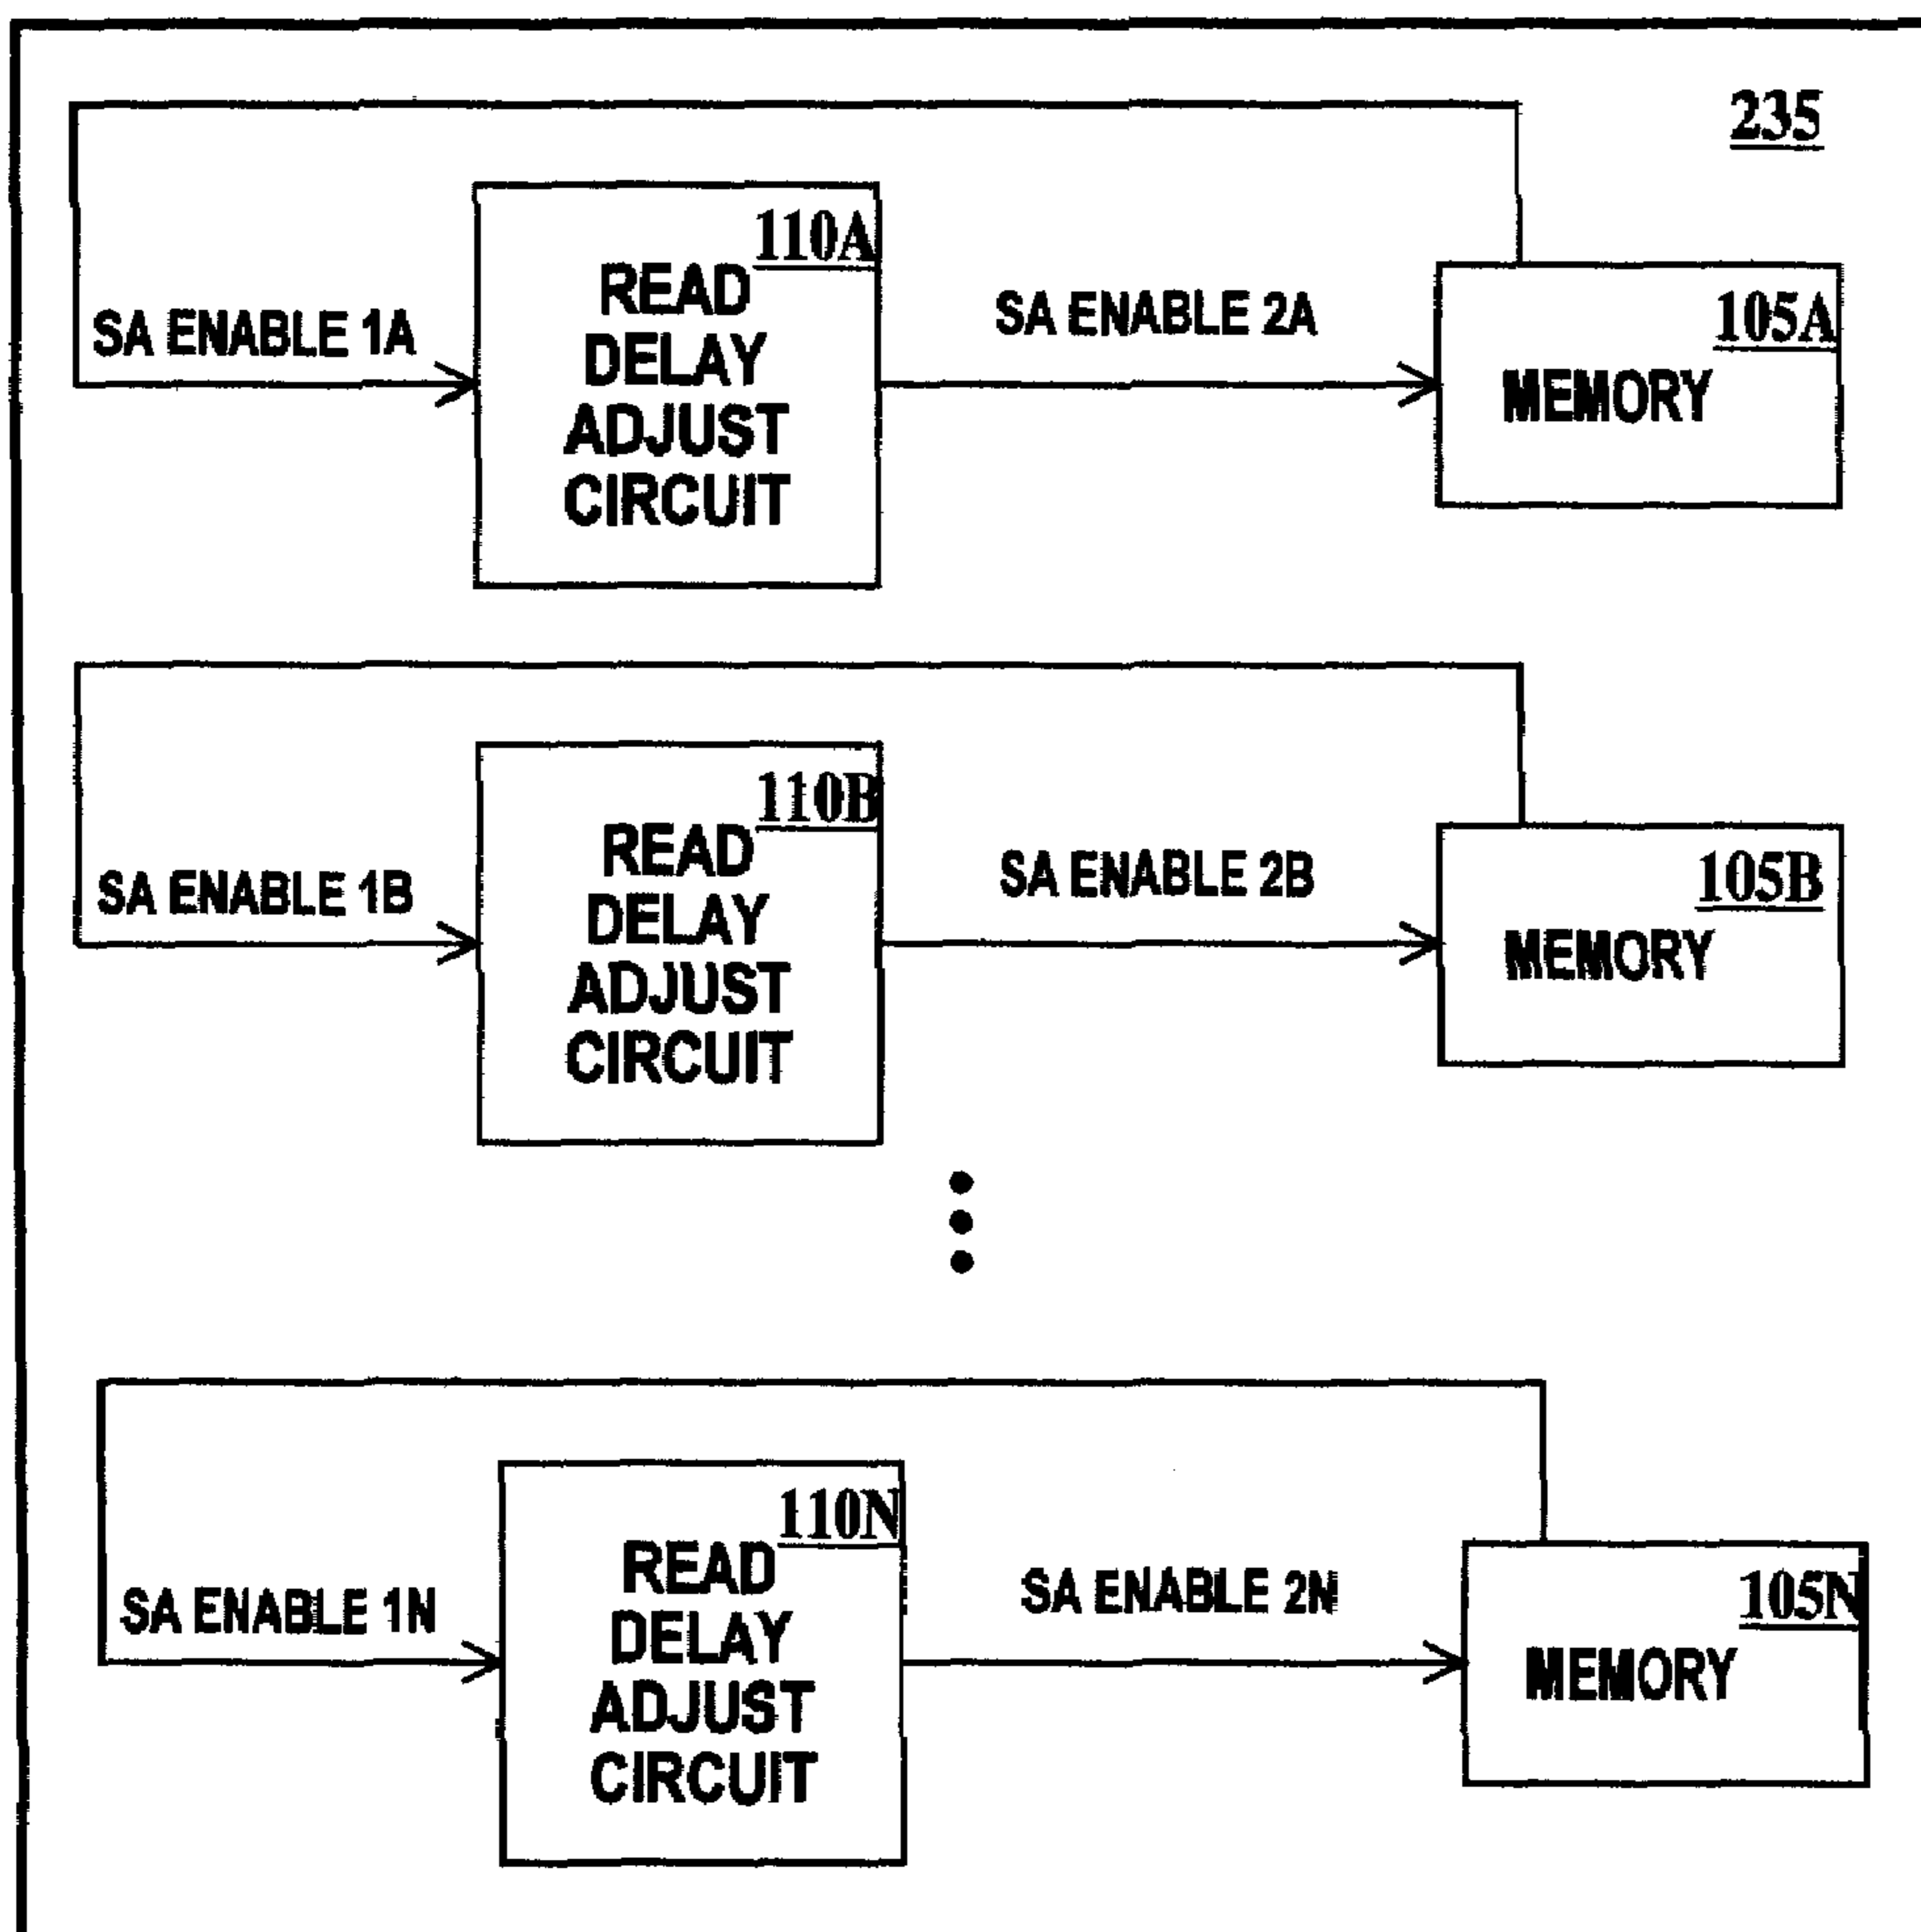 235
110A
READ
DELAY
ADJUST
CIRCUIT
SA ENABLE 1A
SA ENABLE 2A
105A
MEMORY
110B
READ
DELAY
ADJUST
CIRCUIT
SA ENABLE 1B
SA ENABLE 2B
105B
MEMORY
110N
READ
DELAY
ADJUST
CIRCUIT
SA ENABLE 1N
SA ENABLE 2N
105N
MEMORY